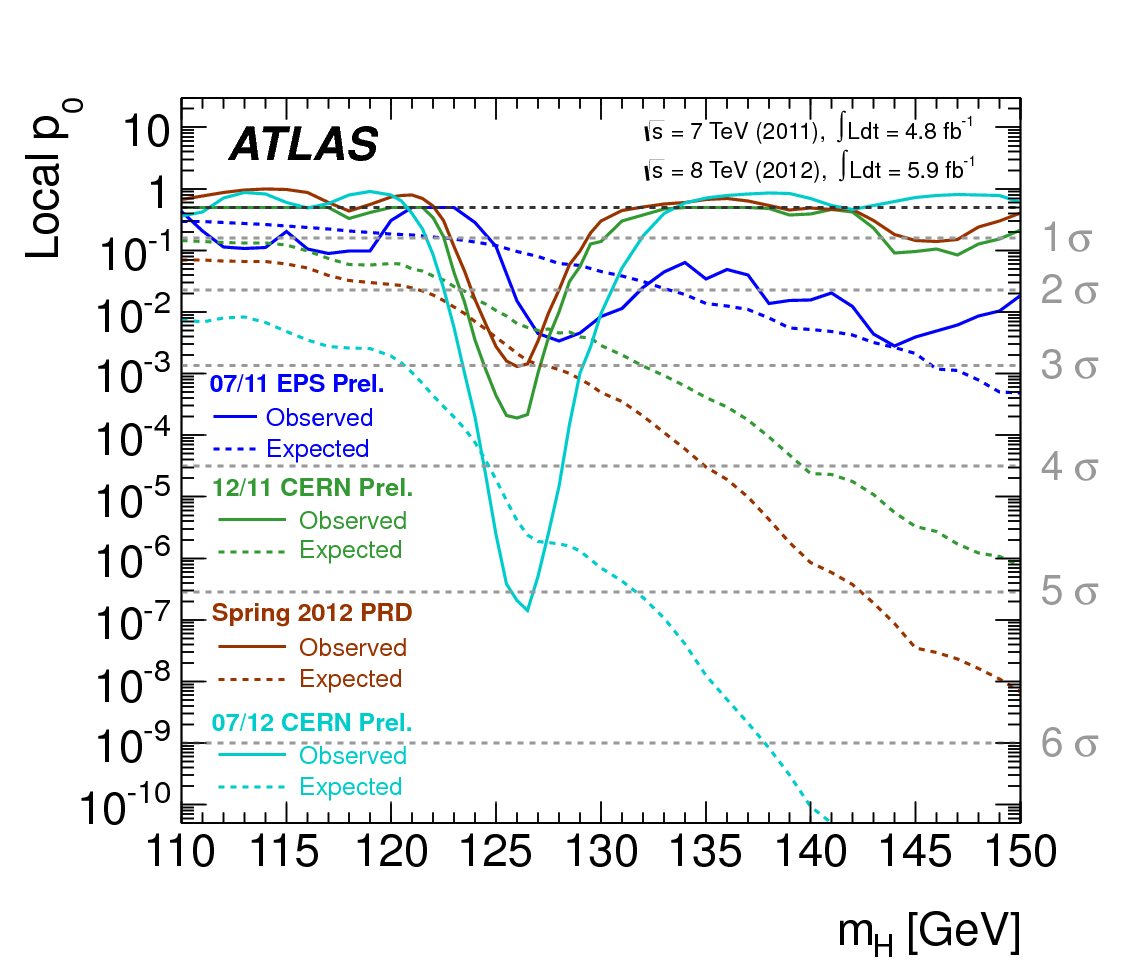 ATLAS
√s = 7 TeV (2011), ∫Ldt = 4.8 fb⁻¹
√s = 8 TeV (2012), ∫Ldt = 5.9 fb⁻¹
Local p₀
10
1
10⁻¹
10⁻²
10⁻³
10⁻⁴
10⁻⁵
10⁻⁶
10⁻⁷
10⁻⁸
10⁻⁹
10⁻¹⁰
1 σ
2 σ
3 σ
4 σ
5 σ
6 σ
07/11 EPS Prel.
Observed
Expected
12/11 CERN Prel.
Observed
Expected
Spring 2012 PRD
Observed
Expected
07/12 CERN Prel.
Observed
Expected
110 115 120 125 130 135 140 145 150
m_H [GeV]